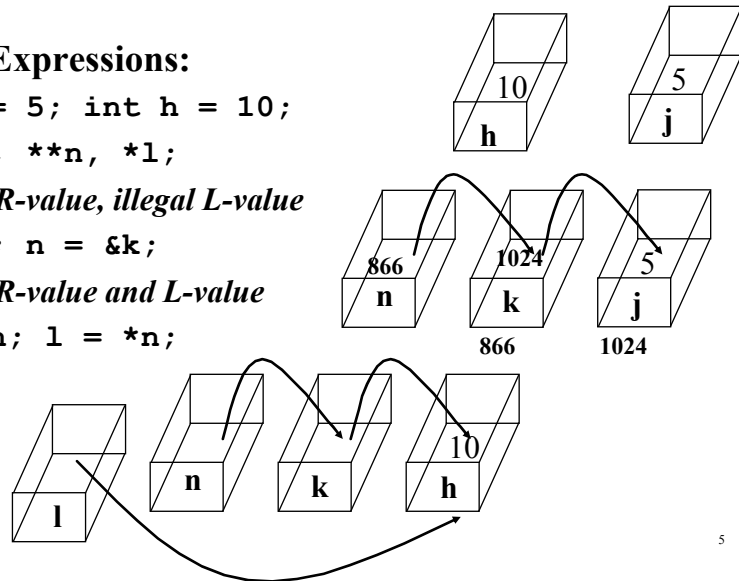 Expressions:
= 5; int h = 10;
**n, *l;
R-value, illegal L-value
n = &k;
R-value and L-value
; l = *n;
10
h
5
j
866
n
1024
k
5
j
866
1024
l
n
k
10
h
5